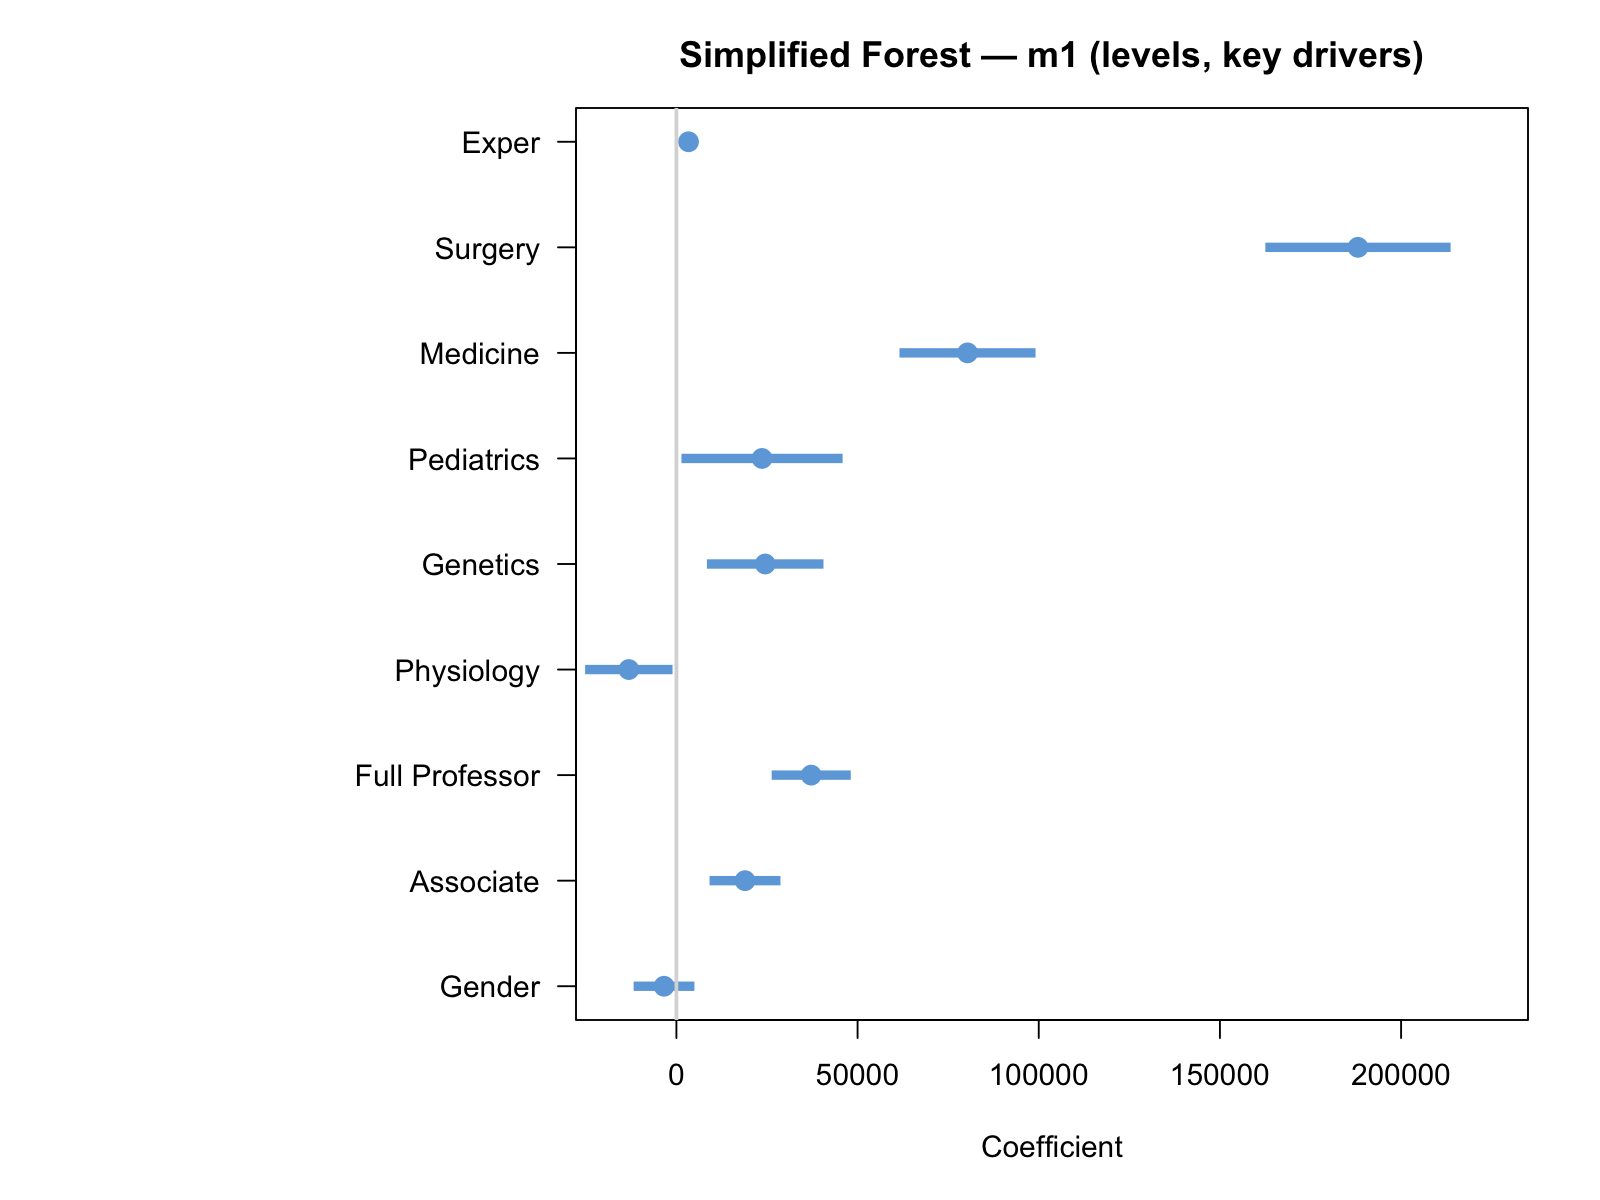 Simplified Forest — m1 (levels, key drivers)
Exper
Surgery
Medicine
Pediatrics
Genetics
Physiology
Full Professor
Associate
Gender
0 50000 100000 150000 200000
Coefficient